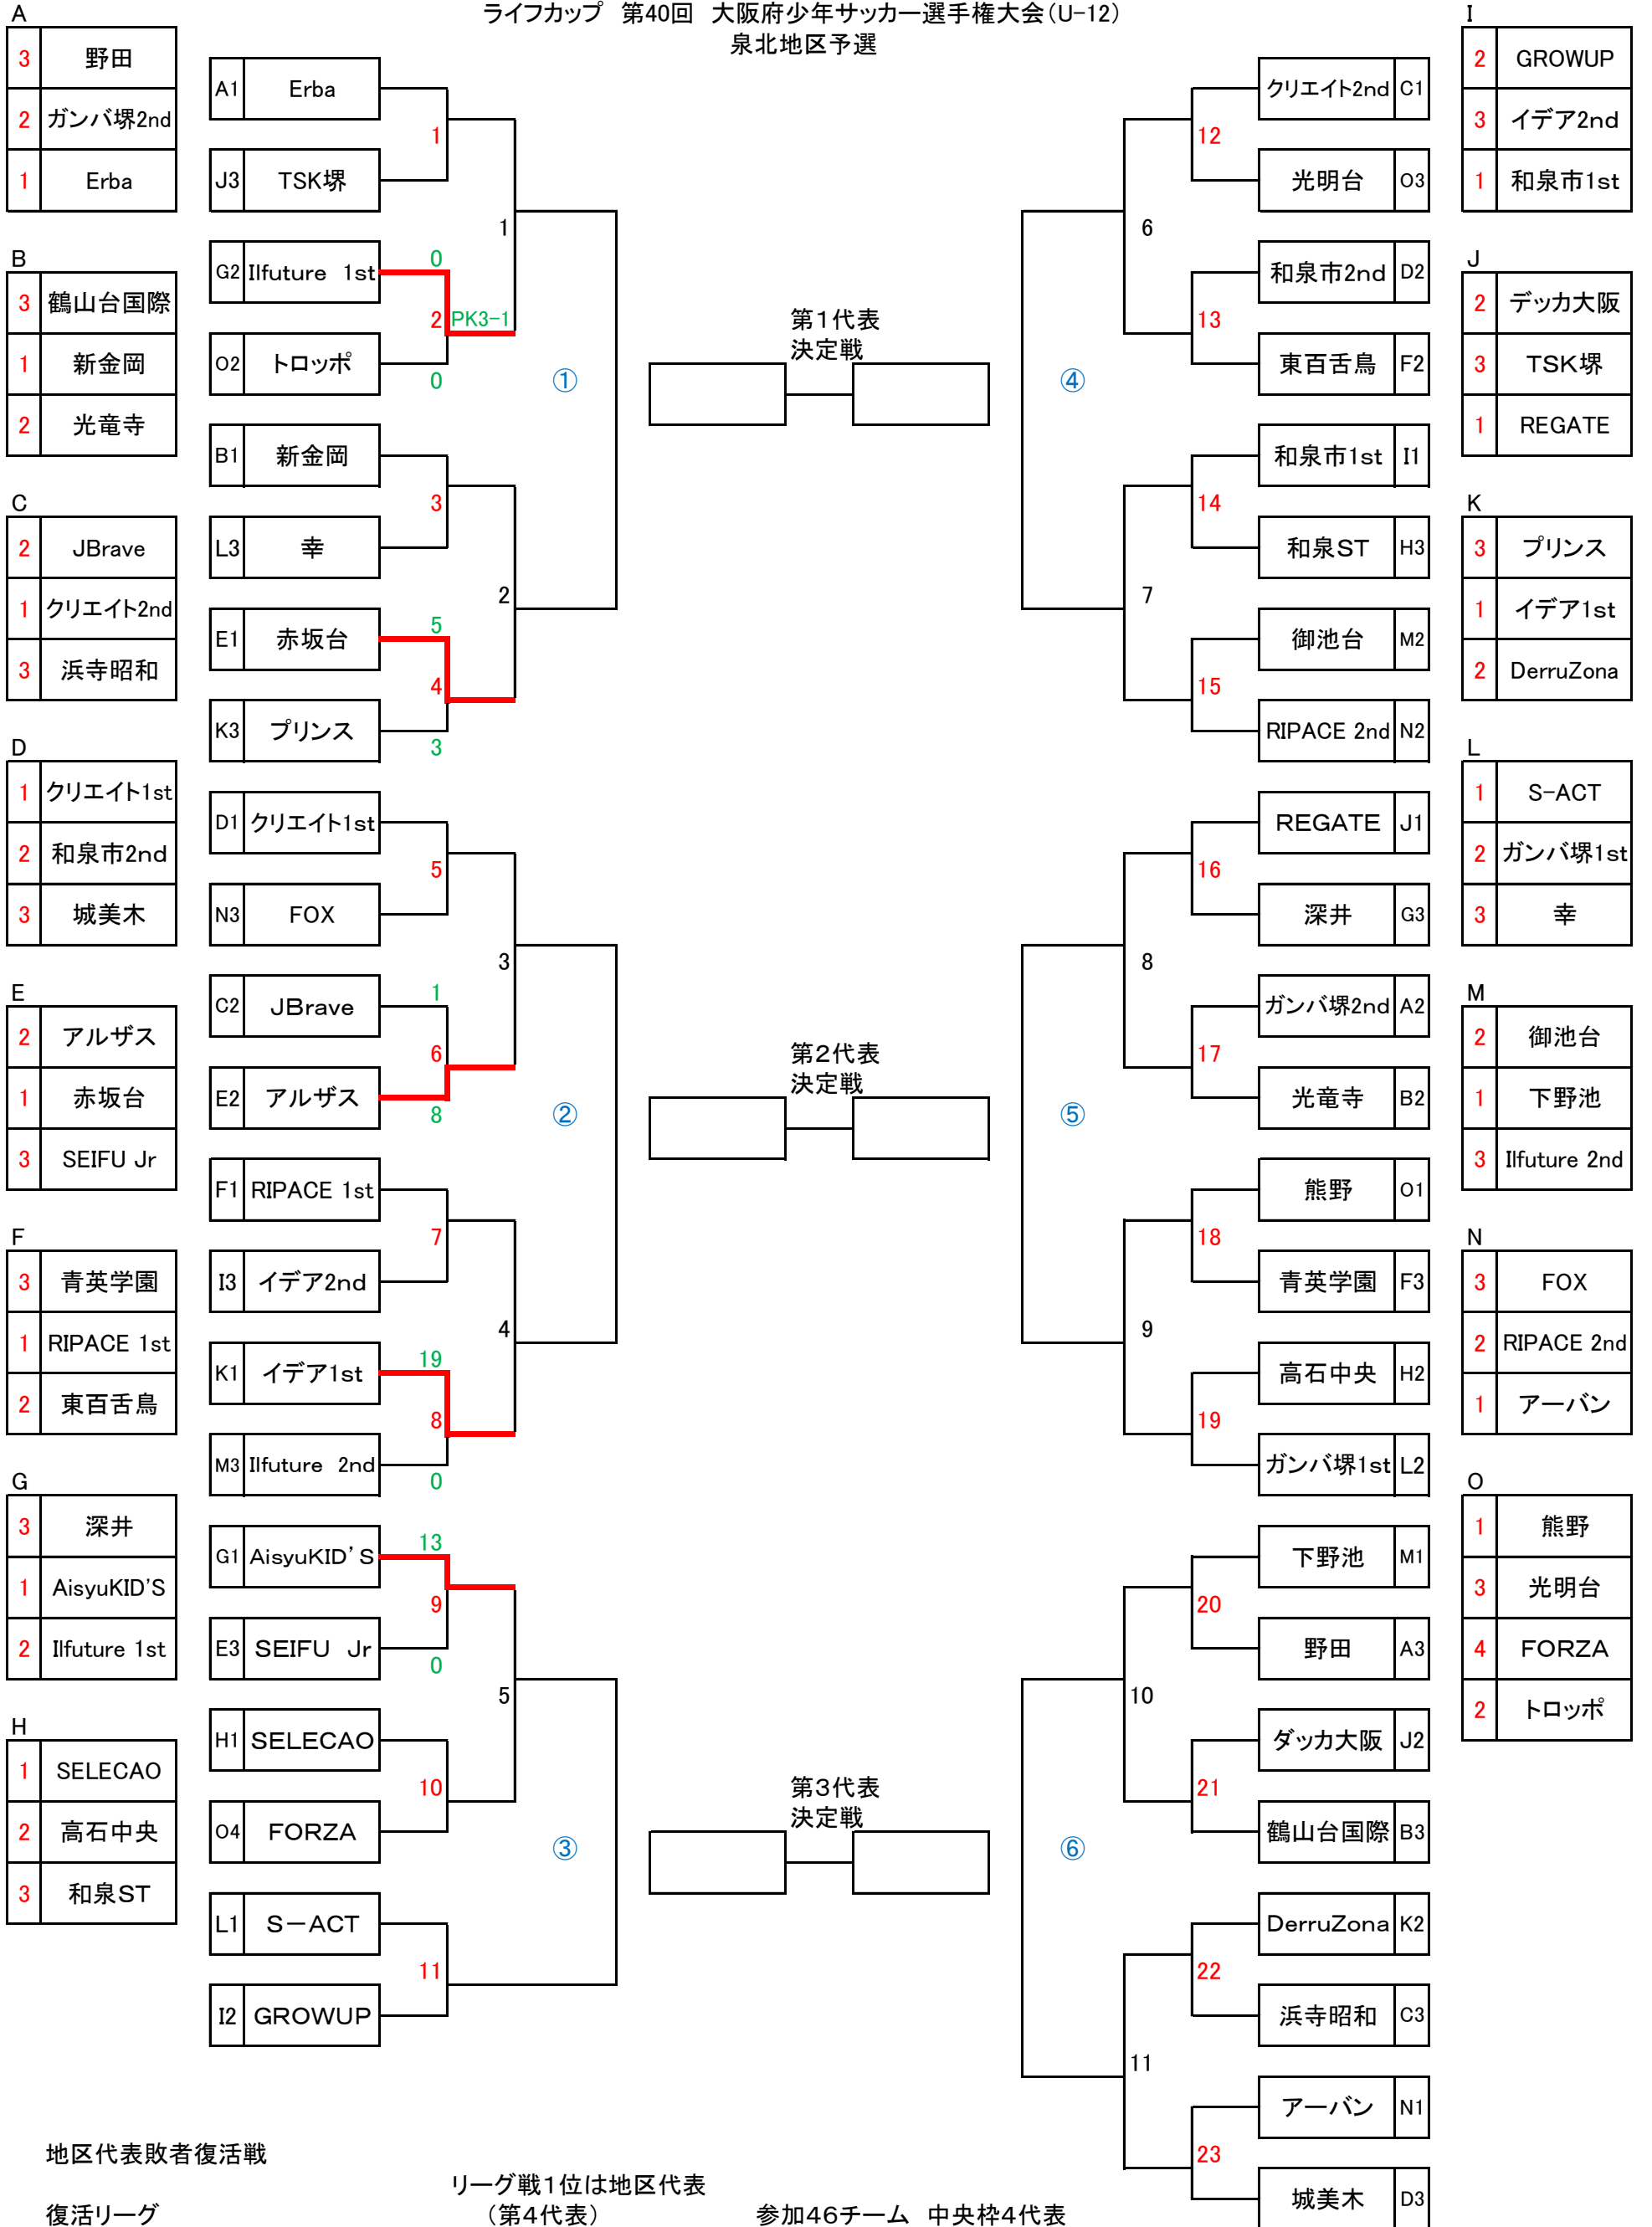 ライフカップ 第40回 大阪府少年サッカー選手権大会(U-12)
泉北地区予選
A
3 野田
2 ガンバ堺2nd
1 Erba
B
3 鶴山台国際
1 新金岡
2 光竜寺
C
2 JBrave
1 クリエイト2nd
3 浜寺昭和
D
1 クリエイト1st
2 和泉市2nd
3 城美木
E
2 アルザス
1 赤坂台
3 SEIFU Jr
F
3 青英学園
1 RIPACE 1st
2 東百舌鳥
G
3 深井
1 AisyuKID'S
2 Ilfuture 1st
H
1 SELECAO
2 高石中央
3 和泉ST
A1 Erba
1
J3 TSK堺
1
G2 Ilfuture 1st 0
2 PK3-1
O2 トロッポ 0
①
B1 新金岡
3
L3 幸
2
E1 赤坂台 5
4
K3 プリンス 3
D1 クリエイト1st
5
N3 FOX
3
C2 JBrave 1
6
E2 アルザス 8
②
F1 RIPACE 1st
7
I3 イデア2nd
4
K1 イデア1st 19
8
M3 Ilfuture 2nd 0
G1 AisyuKID'S 13
9
E3 SEIFU Jr 0
5
H1 SELECAO
10
O4 FORZA
③
L1 S-ACT
11
I2 GROWUP
第1代表
決定戦
第2代表
決定戦
第3代表
決定戦
クリエイト2nd C1
12
光明台 O3
6
和泉市2nd D2
13
東百舌鳥 F2
④
和泉市1st I1
14
和泉ST H3
7
御池台 M2
15
RIPACE 2nd N2
REGATE J1
16
深井 G3
8
ガンバ堺2nd A2
17
光竜寺 B2
⑤
熊野 O1
18
青英学園 F3
9
高石中央 H2
19
ガンバ堺1st L2
下野池 M1
20
野田 A3
10
ダッカ大阪 J2
21
鶴山台国際 B3
⑥
DerruZona K2
22
浜寺昭和 C3
11
アーバン N1
23
城美木 D3
I
2 GROWUP
3 イデア2nd
1 和泉市1st
J
2 デッカ大阪
3 TSK堺
1 REGATE
K
3 プリンス
1 イデア1st
2 DerruZona
L
1 S-ACT
2 ガンバ堺1st
3 幸
M
2 御池台
1 下野池
3 Ilfuture 2nd
N
3 FOX
2 RIPACE 2nd
1 アーバン
O
1 熊野
3 光明台
4 FORZA
2 トロッポ
地区代表敗者復活戦
リーグ戦1位は地区代表
復活リーグ (第4代表) 参加46チーム 中央枠4代表